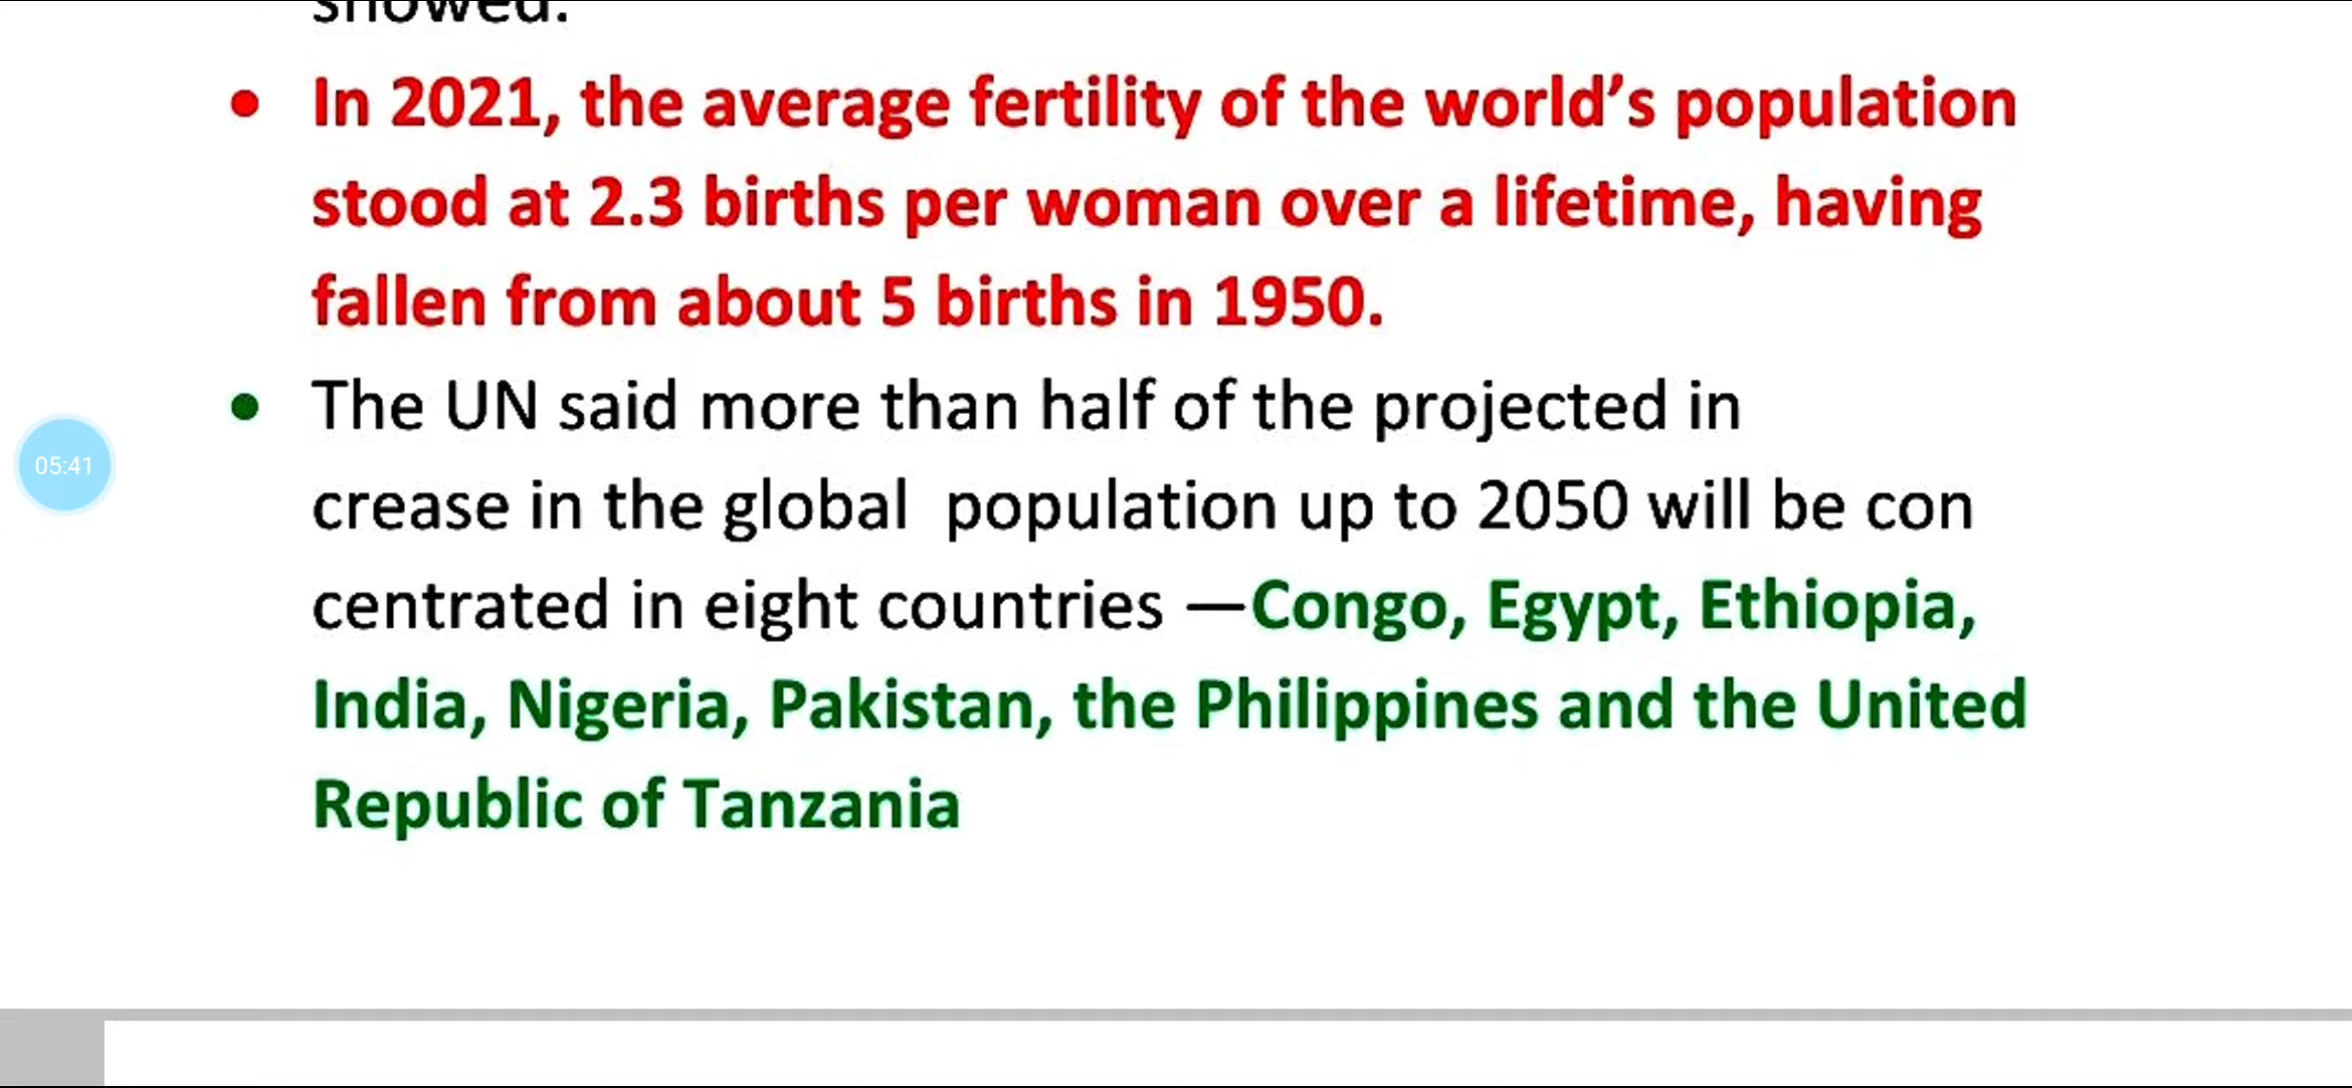 showed.
• In 2021, the average fertility of the world’s population
stood at 2.3 births per woman over a lifetime, having
fallen from about 5 births in 1950.
• The UN said more than half of the projected in
crease in the global  population up to 2050 will be con
05:41
centrated in eight countries —Congo, Egypt, Ethiopia,
India, Nigeria, Pakistan, the Philippines and the United
Republic of Tanzania